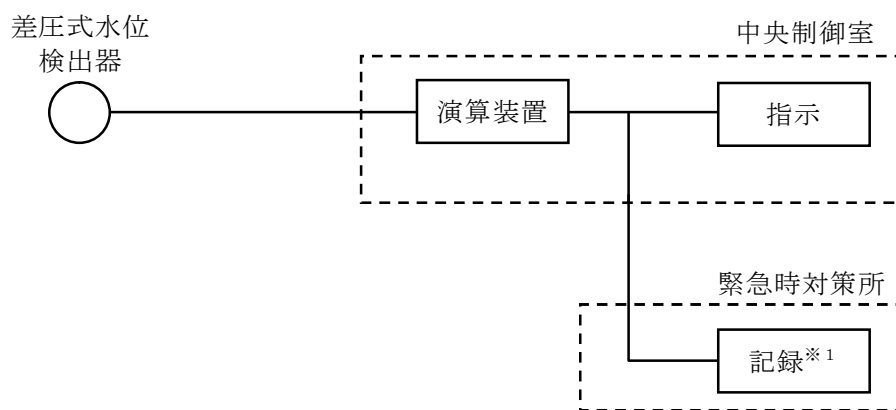 差圧式水位
検出器
中央制御室
演算装置
指示
緊急時対策所
記録※1